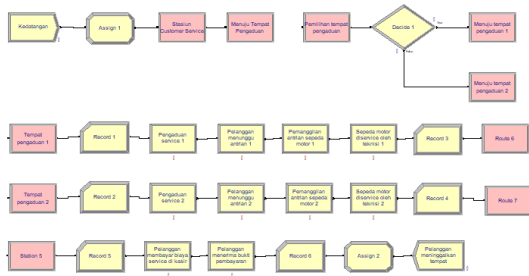 Kedatangan
Assign 1
Stasiun
Customer Service
Menuju Tempat
Pengaduan
Pemilihan tempat
pengaduan
Decide 1
True
False
Menuju tempat
pengaduan 1
Menuju tempat
pengaduan 2
Tempat
pengaduan 1
Record 1
Pengaduan
service 1
Pelanggan
menunggu
antrian 1
Pemanggilan
antrian sepeda
motor 1
Sepeda motor
diservice oleh
teknisi 1
Record 3
Route 6
Tempat
pengaduan 2
Record 2
Pengaduan
service 2
Pelanggan
menunggu
antrian 2
Pemanggilan
antrian sepeda
motor 2
Sepeda motor
diservice oleh
teknisi 2
Record 4
Route 7
Station 5
Record 5
Pelanggan
membayar biaya
service di kasir
Pelanggan
menerima bukti
pembayaran
Record 6
Assign 2
Pelanggan
meninggalkan
tempat